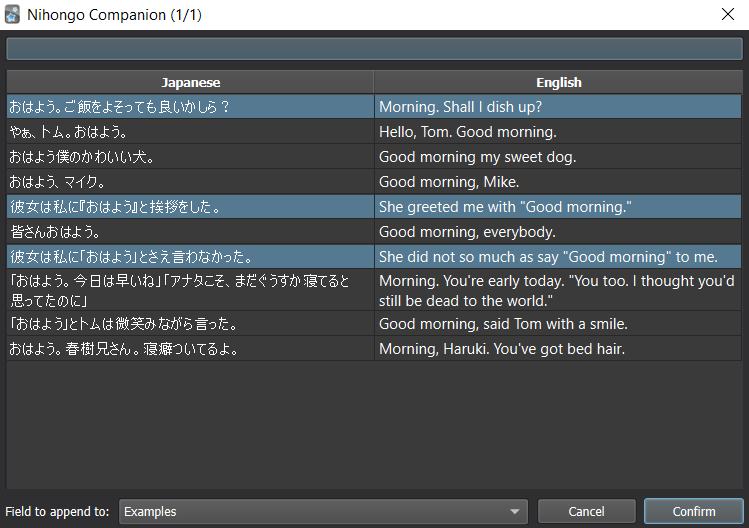 Nihongo Companion (1/1)
Japanese English
おはよう。ご飯をよそっても良いかしら？ Morning. Shall I dish up?
やぁ、トム。おはよう。 Hello, Tom. Good morning.
おはよう僕のかわいい犬。 Good morning my sweet dog.
おはよう、マイク。 Good morning, Mike.
彼女は私に『おはよう』と挨拶をした。 She greeted me with "Good morning."
皆さんおはよう。 Good morning, everybody.
彼女は私に「おはよう」とさえ言わなかった。 She did not so much as say "Good morning" to me.
「おはよう。今日は早いね」「アナタこそ、まだぐうすか寝てると Morning. You're early today. "You too. I thought you'd
思ってたのに」 still be dead to the world."
「おはよう」とトムは微笑みながら言った。 Good morning, said Tom with a smile.
おはよう。春樹兄さん。寝癖ついてるよ。 Morning, Haruki. You've got bed hair.
Field to append to: Examples Cancel Confirm